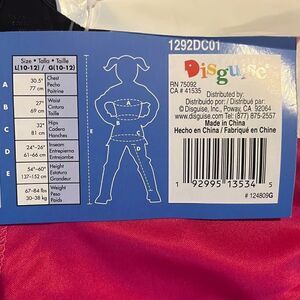 1292DC01
Size • Talla • Taille
L(10-12) / G(10-12)
A
30.5"
77 cm
Chest
Pecho
Poitrine
B
27"
69 cm
Waist
Cintura
Taille
C
32"
81 cm
Hip
Cadera
Hanches
D
24"-26"
61-66 cm
Inseam
Entrepierna
Entrejambe
E
54"-60"
137-152 cm
Height
Estatura
Grandeur
67-84 lbs
30-38 kg
Weight
Peso
Poids
A
B
C
D
E
Disguise
RN 75092
CA # 41535
Distributed by:
Distribuido por: / Distribué par:
© Disguise, Inc., Poway, CA 92064
www.disguise.com Tel: (877) 875-2557
Made in China
Hecho en China / Fabriqué en Chine
1 92995 13534 5
# 124809G